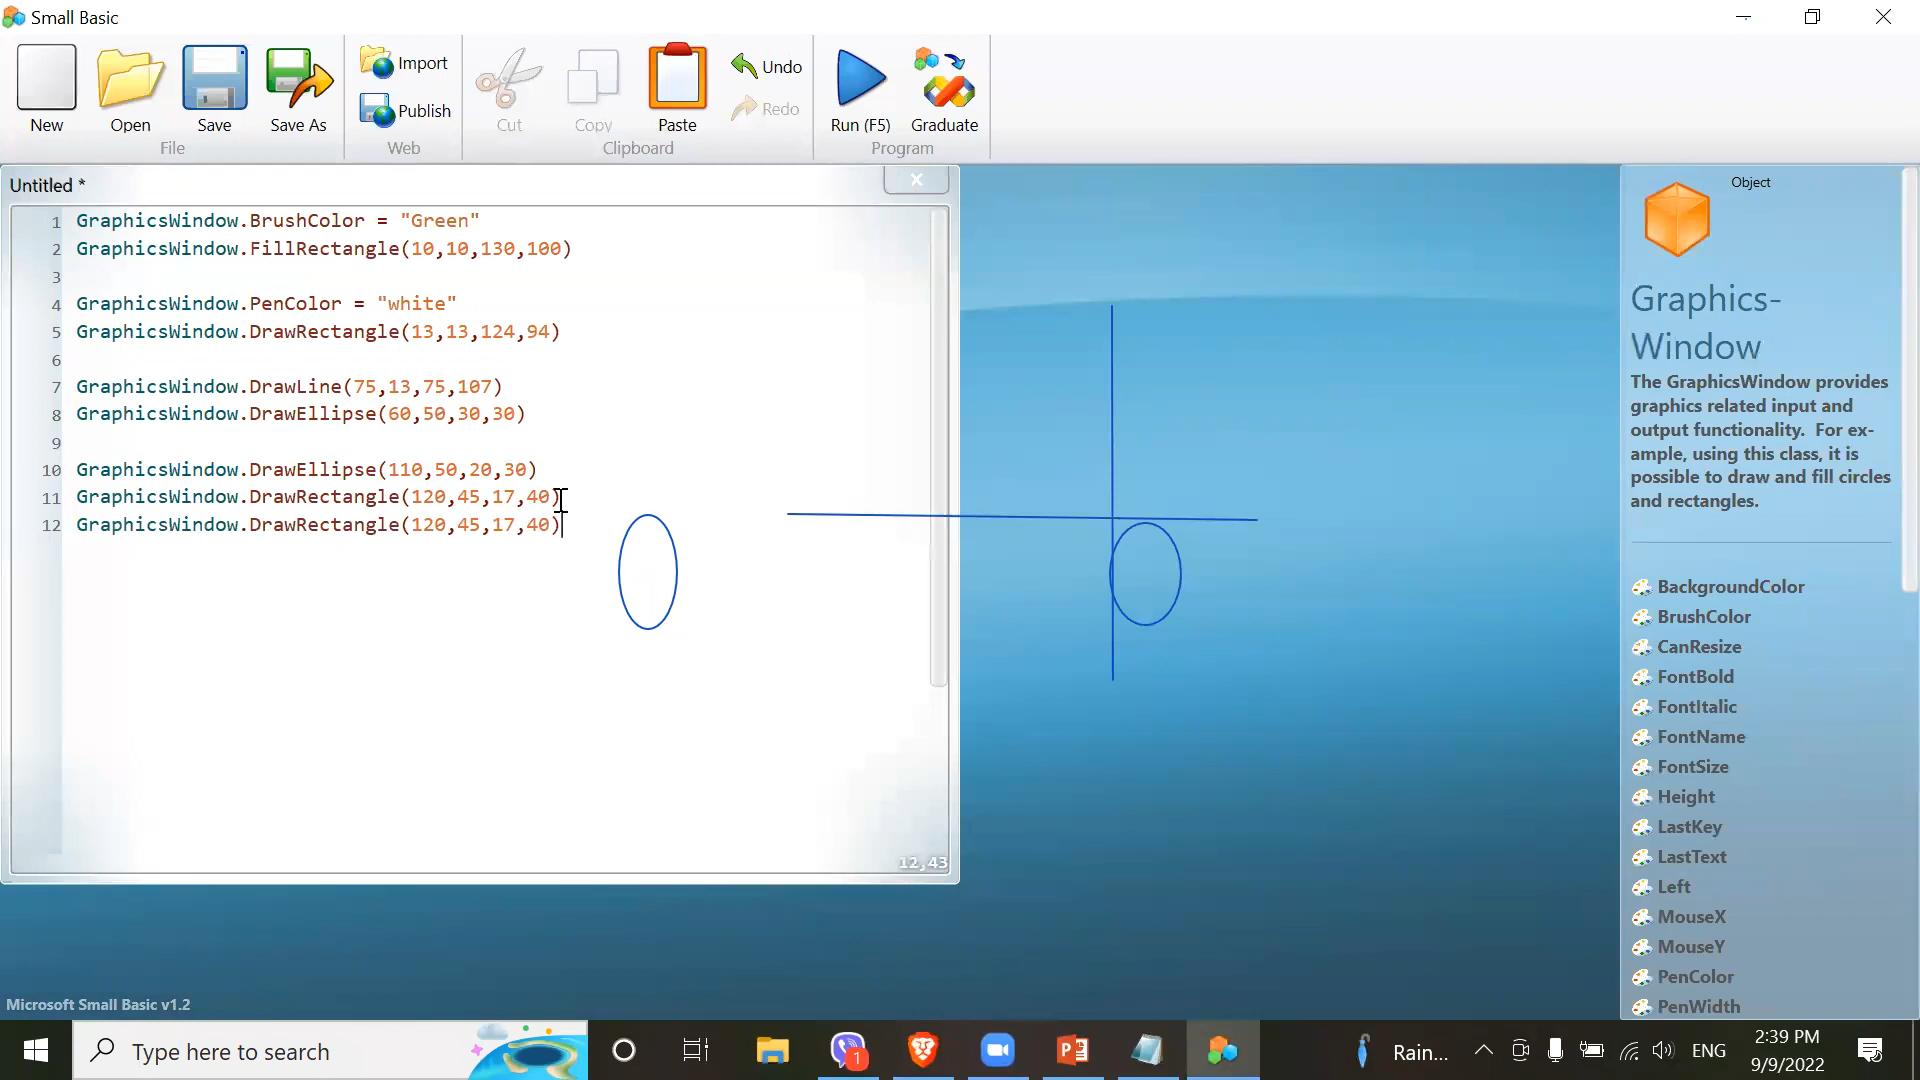 Small Basic
New
Open
Save
Save As
Import
Publish
Cut
Copy
Paste
Undo
Redo
Run (F5)
Graduate
File
Web
Clipboard
Program
Untitled *
1 GraphicsWindow.BrushColor = "Green"
2 GraphicsWindow.FillRectangle(10,10,130,100)
3
4 GraphicsWindow.PenColor = "white"
5 GraphicsWindow.DrawRectangle(13,13,124,94)
6
7 GraphicsWindow.DrawLine(75,13,75,107)
8 GraphicsWindow.DrawEllipse(60,50,30,30)
9
10 GraphicsWindow.DrawEllipse(110,50,20,30)
11 GraphicsWindow.DrawRectangle(120,45,17,40)
12 GraphicsWindow.DrawRectangle(120,45,17,40)
12,43
Object
Graphics-
Window
The GraphicsWindow provides
graphics related input and
output functionality. For ex-
ample, using this class, it is
possible to draw and fill circles
and rectangles.
BackgroundColor
BrushColor
CanResize
FontBold
FontItalic
FontName
FontSize
Height
LastKey
LastText
Left
MouseX
MouseY
PenColor
PenWidth
Microsoft Small Basic v1.2
Type here to search
1
Rain...
ENG
2:39 PM
9/9/2022